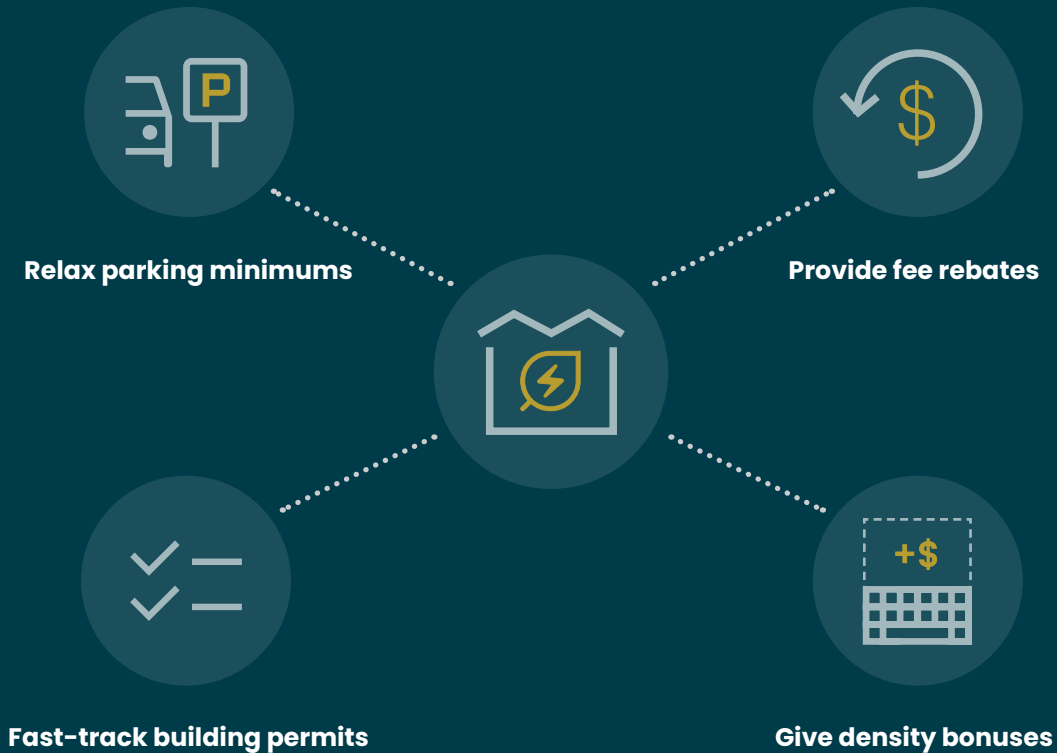 P
$
Relax parking minimums
Provide fee rebates
+$
Fast-track building permits
Give density bonuses